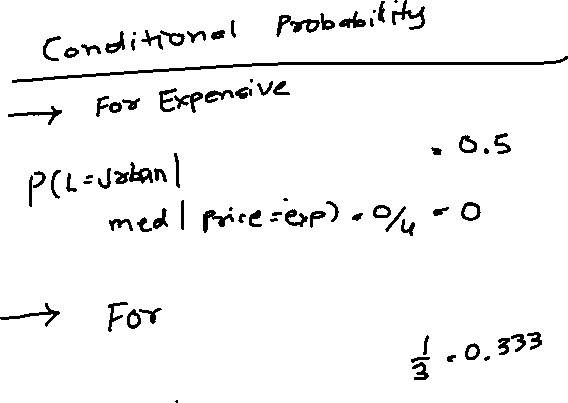 Conditional Probability
→ For Expensive
= 0.5
P(L=Urban|
med | Price=exp) = 0/4 = 0
→ For
1/3 = 0.333